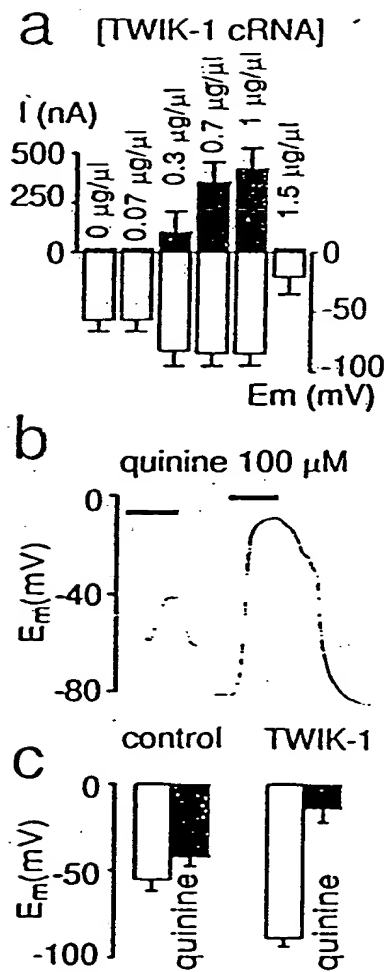 a [TWIK-1 cRNA]
I (nA)
500
250
0
0 µg/µl
0.07 µg/µl
0.3 µg/µl
0.7 µg/µl
1 µg/µl
1.5 µg/µl
0
-50
-100
Em (mV)
b
quinine 100 µM
0
-40
-80
Em(mV)
control TWIK-1
c
0
-50
-100
Em(mV)
quinine
quinine